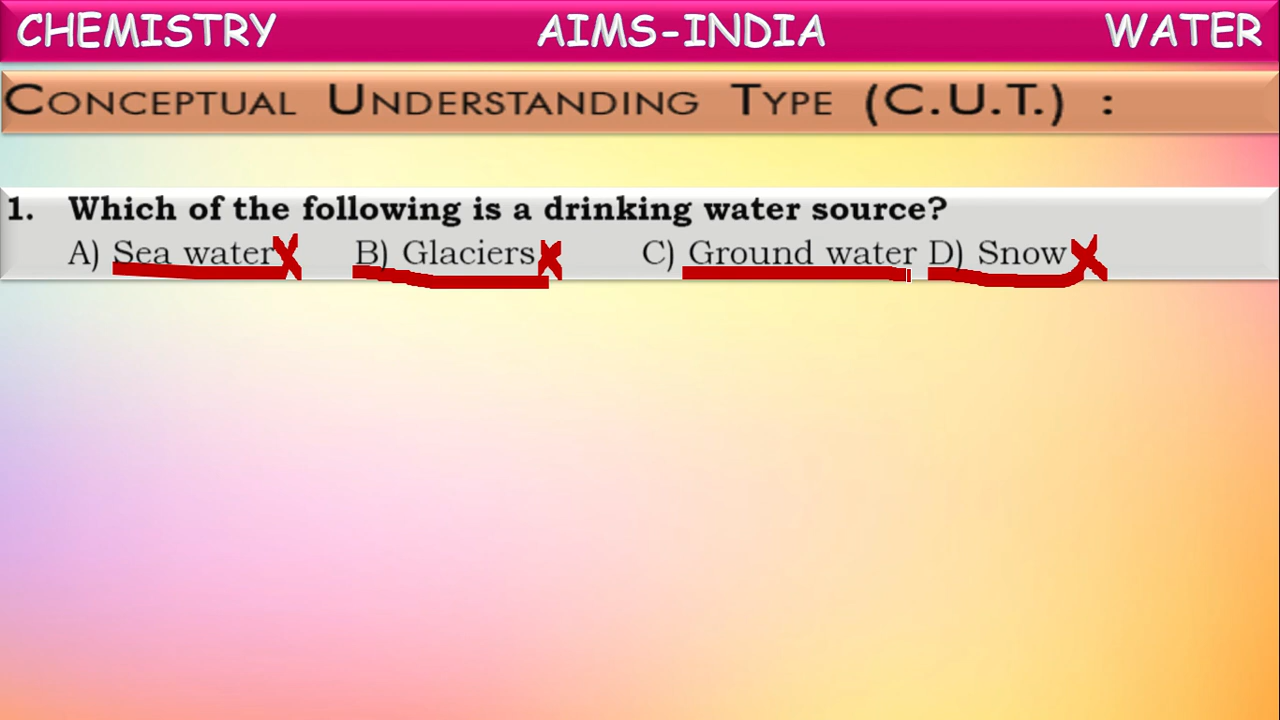 CHEMISTRY AIMS-INDIA WATER
CONCEPTUAL UNDERSTANDING TYPE (C.U.T.) :
1. Which of the following is a drinking water source?
A) Sea water B) Glaciers C) Ground water D) Snow